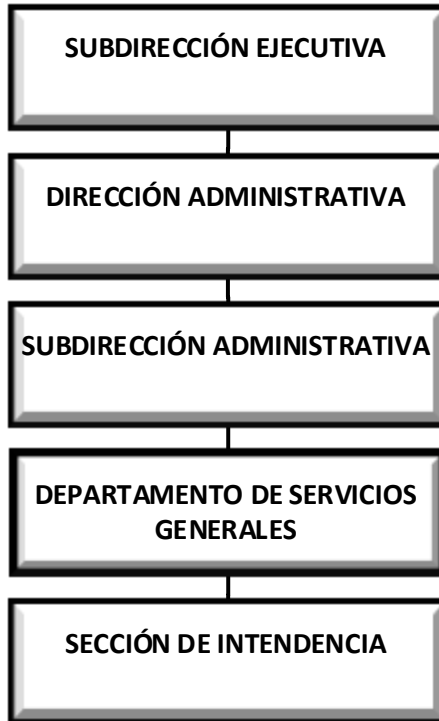 SUBDIRECCIÓN EJECUTIVA
DIRECCIÓN ADMINISTRATIVA
SUBDIRECCIÓN ADMINISTRATIVA
DEPARTAMENTO DE SERVICIOS
GENERALES
SECCIÓN DE INTENDENCIA